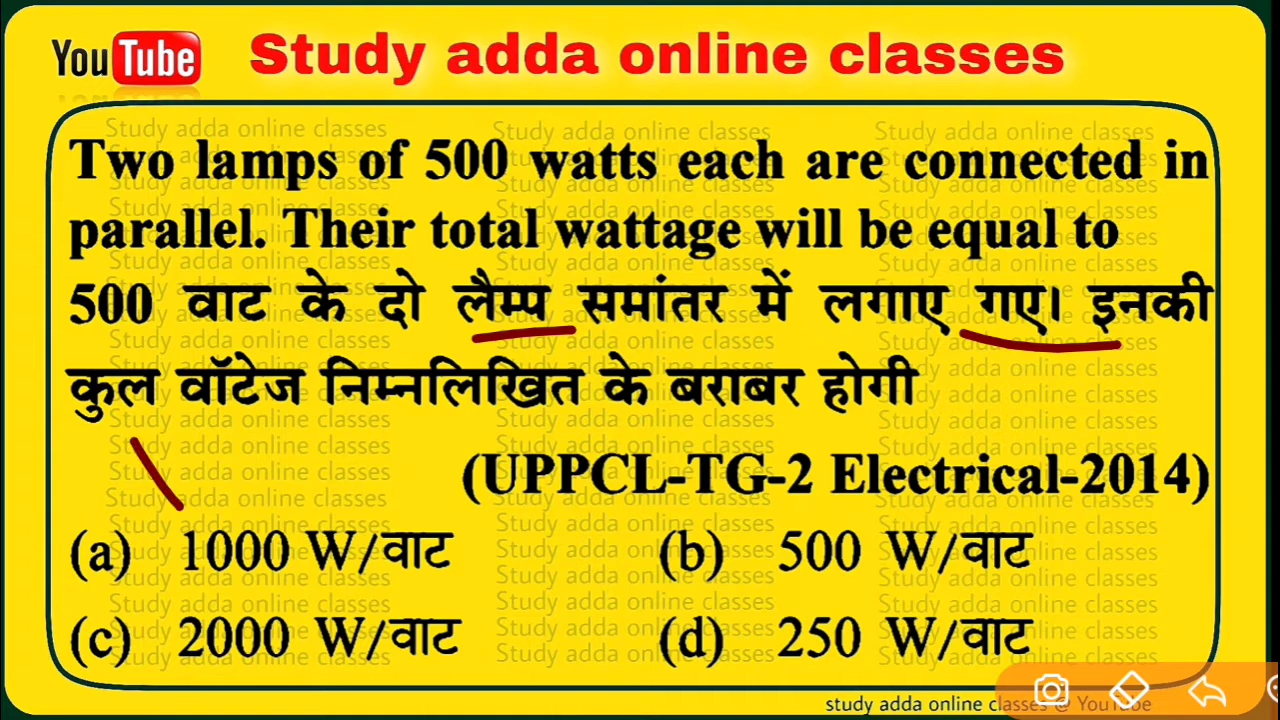 YouTube Study adda online classes
Two lamps of 500 watts each are connected in
parallel. Their total wattage will be equal to
500 वाट के दो लैम्प समांतर में लगाए गए। इनकी
कुल वॉटेज निम्नलिखित के बराबर होगी
(UPPCL-TG-2 Electrical-2014)
(a) 1000 W/वाट (b) 500 W/वाट
(c) 2000 W/वाट (d) 250 W/वाट
study adda online classes @ YouTube